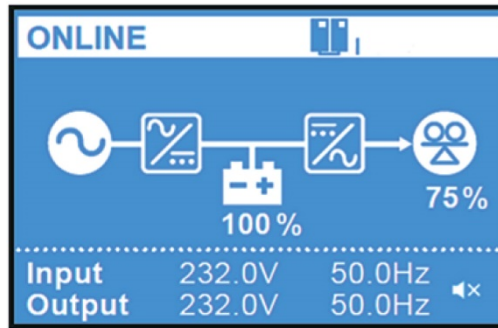 ONLINE
75%
100%
Input 232.0V 50.0Hz
Output 232.0V 50.0Hz